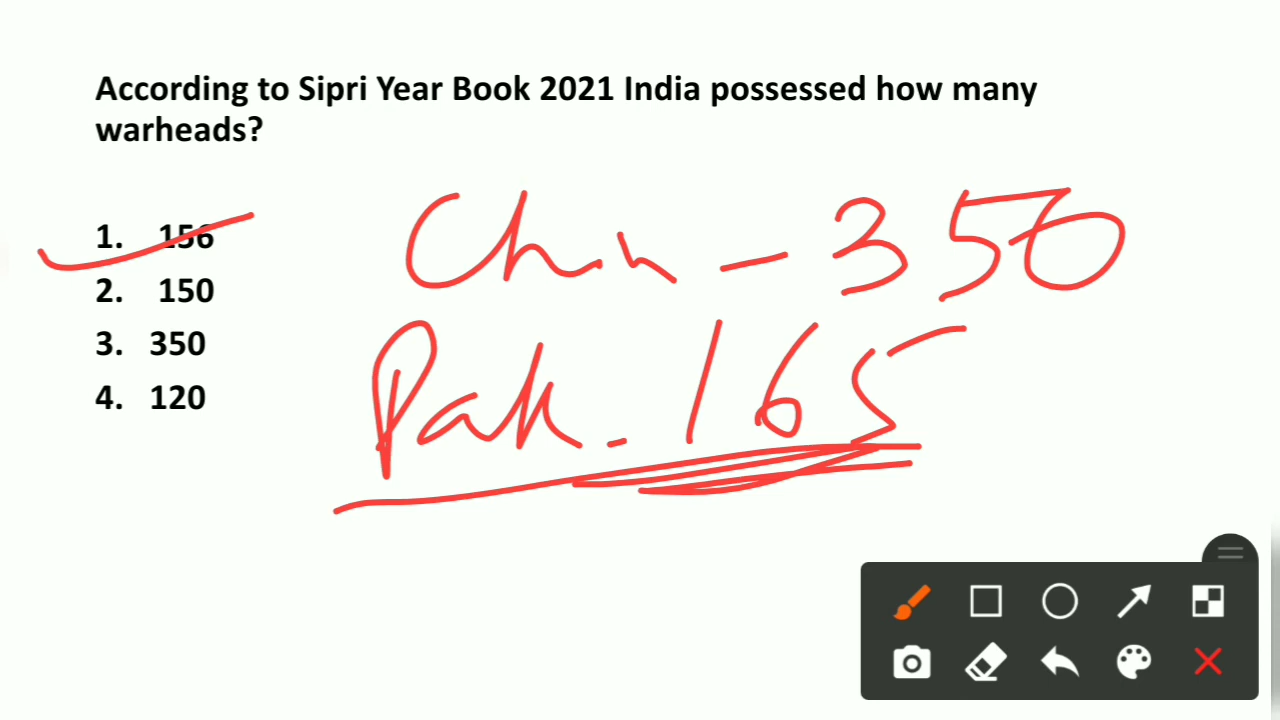 According to Sipri Year Book 2021 India possessed how many
warheads?
1. 156
2. 150
3. 350
4. 120
Chin - 350
Pak - 165